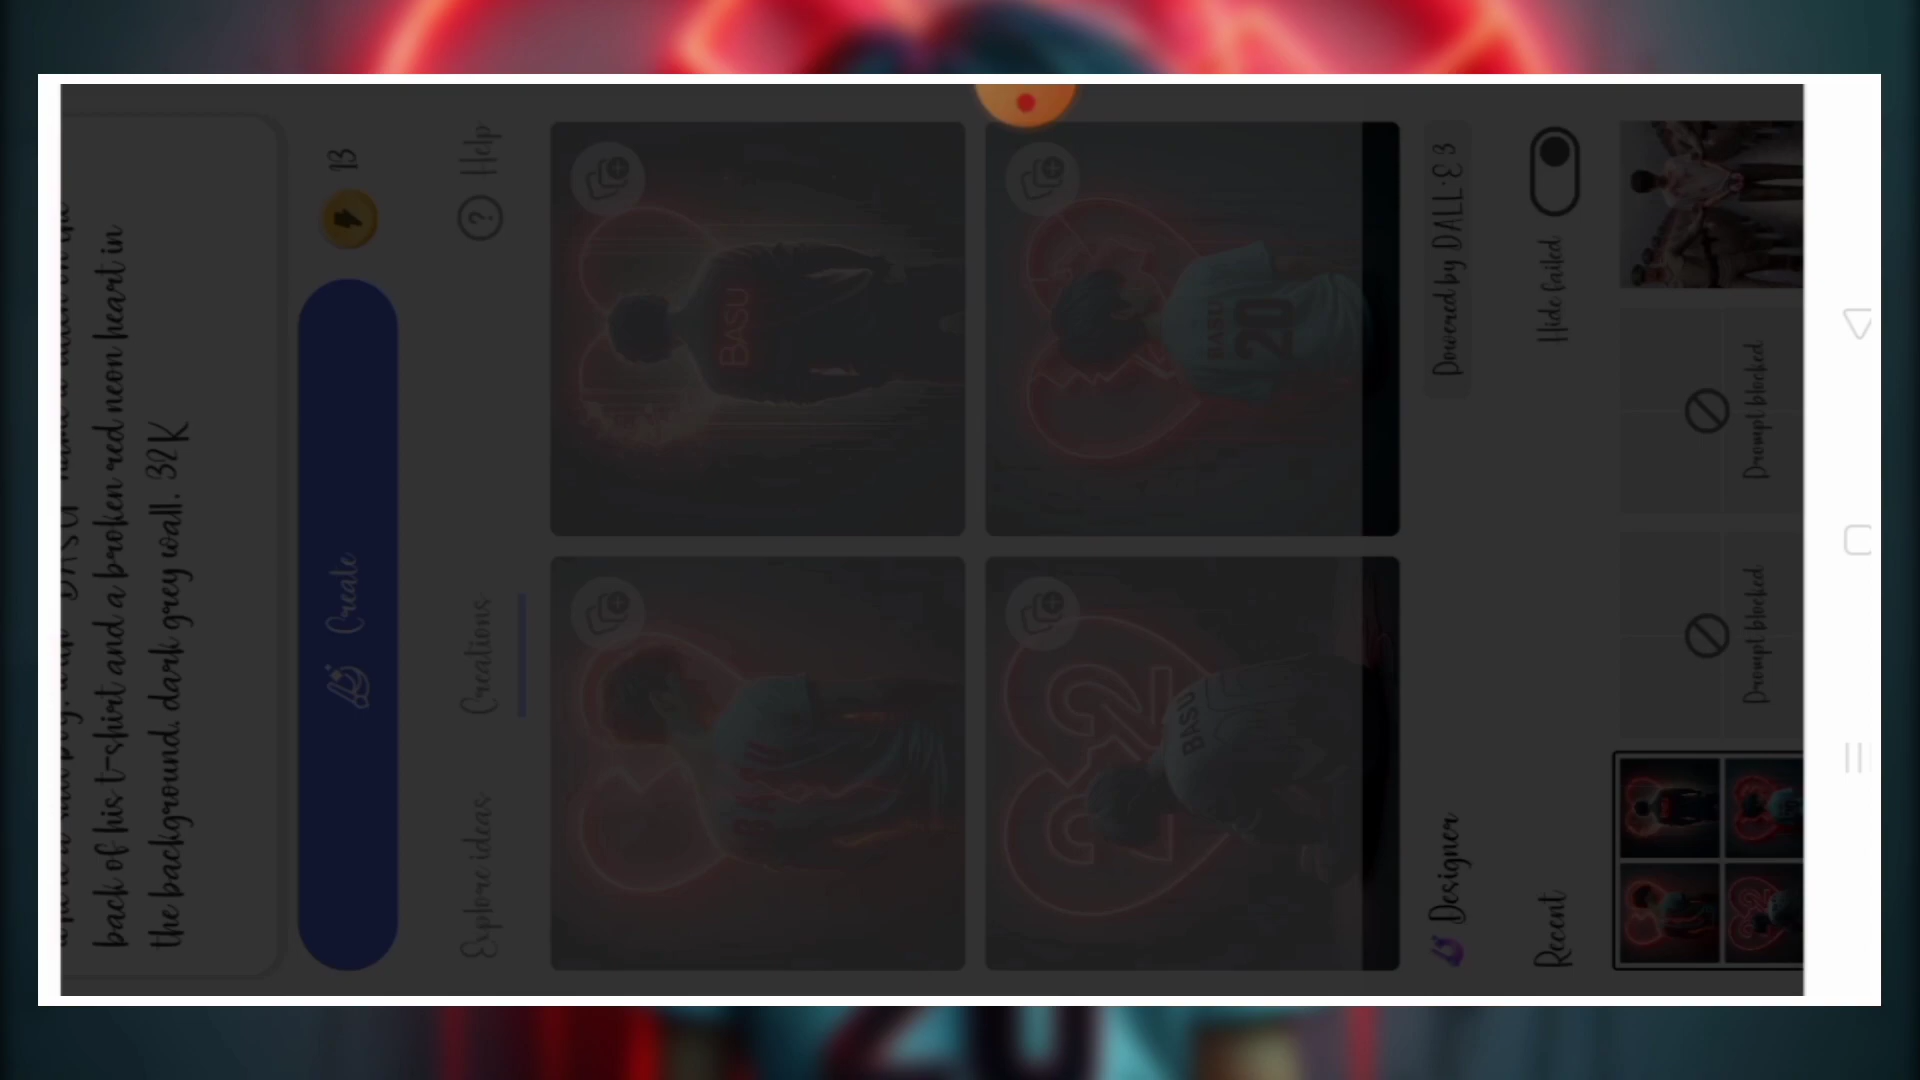 back of his t-shirt and a broken red neon heart in
the background. dark grey wall. 32K
Create
13
Explore ideas
Creations
Help
BASU
BASU
20
BASU
Designer
Powered by DALL·E 3
Recent
Hide failed
Prompt blocked
Prompt blocked
20